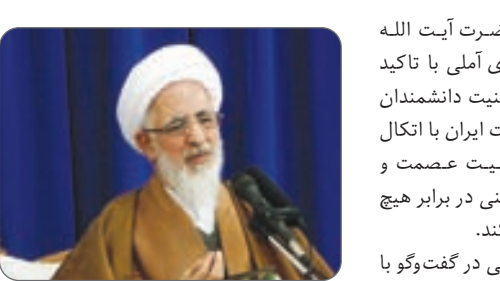 ضرت آیت الله
ی آملی با تاکید
نیت دانشمندان
ت ایران با اتکال
یت عصمت و
نی در برابر هیچ
ند.
ی در گفت‌وگو با